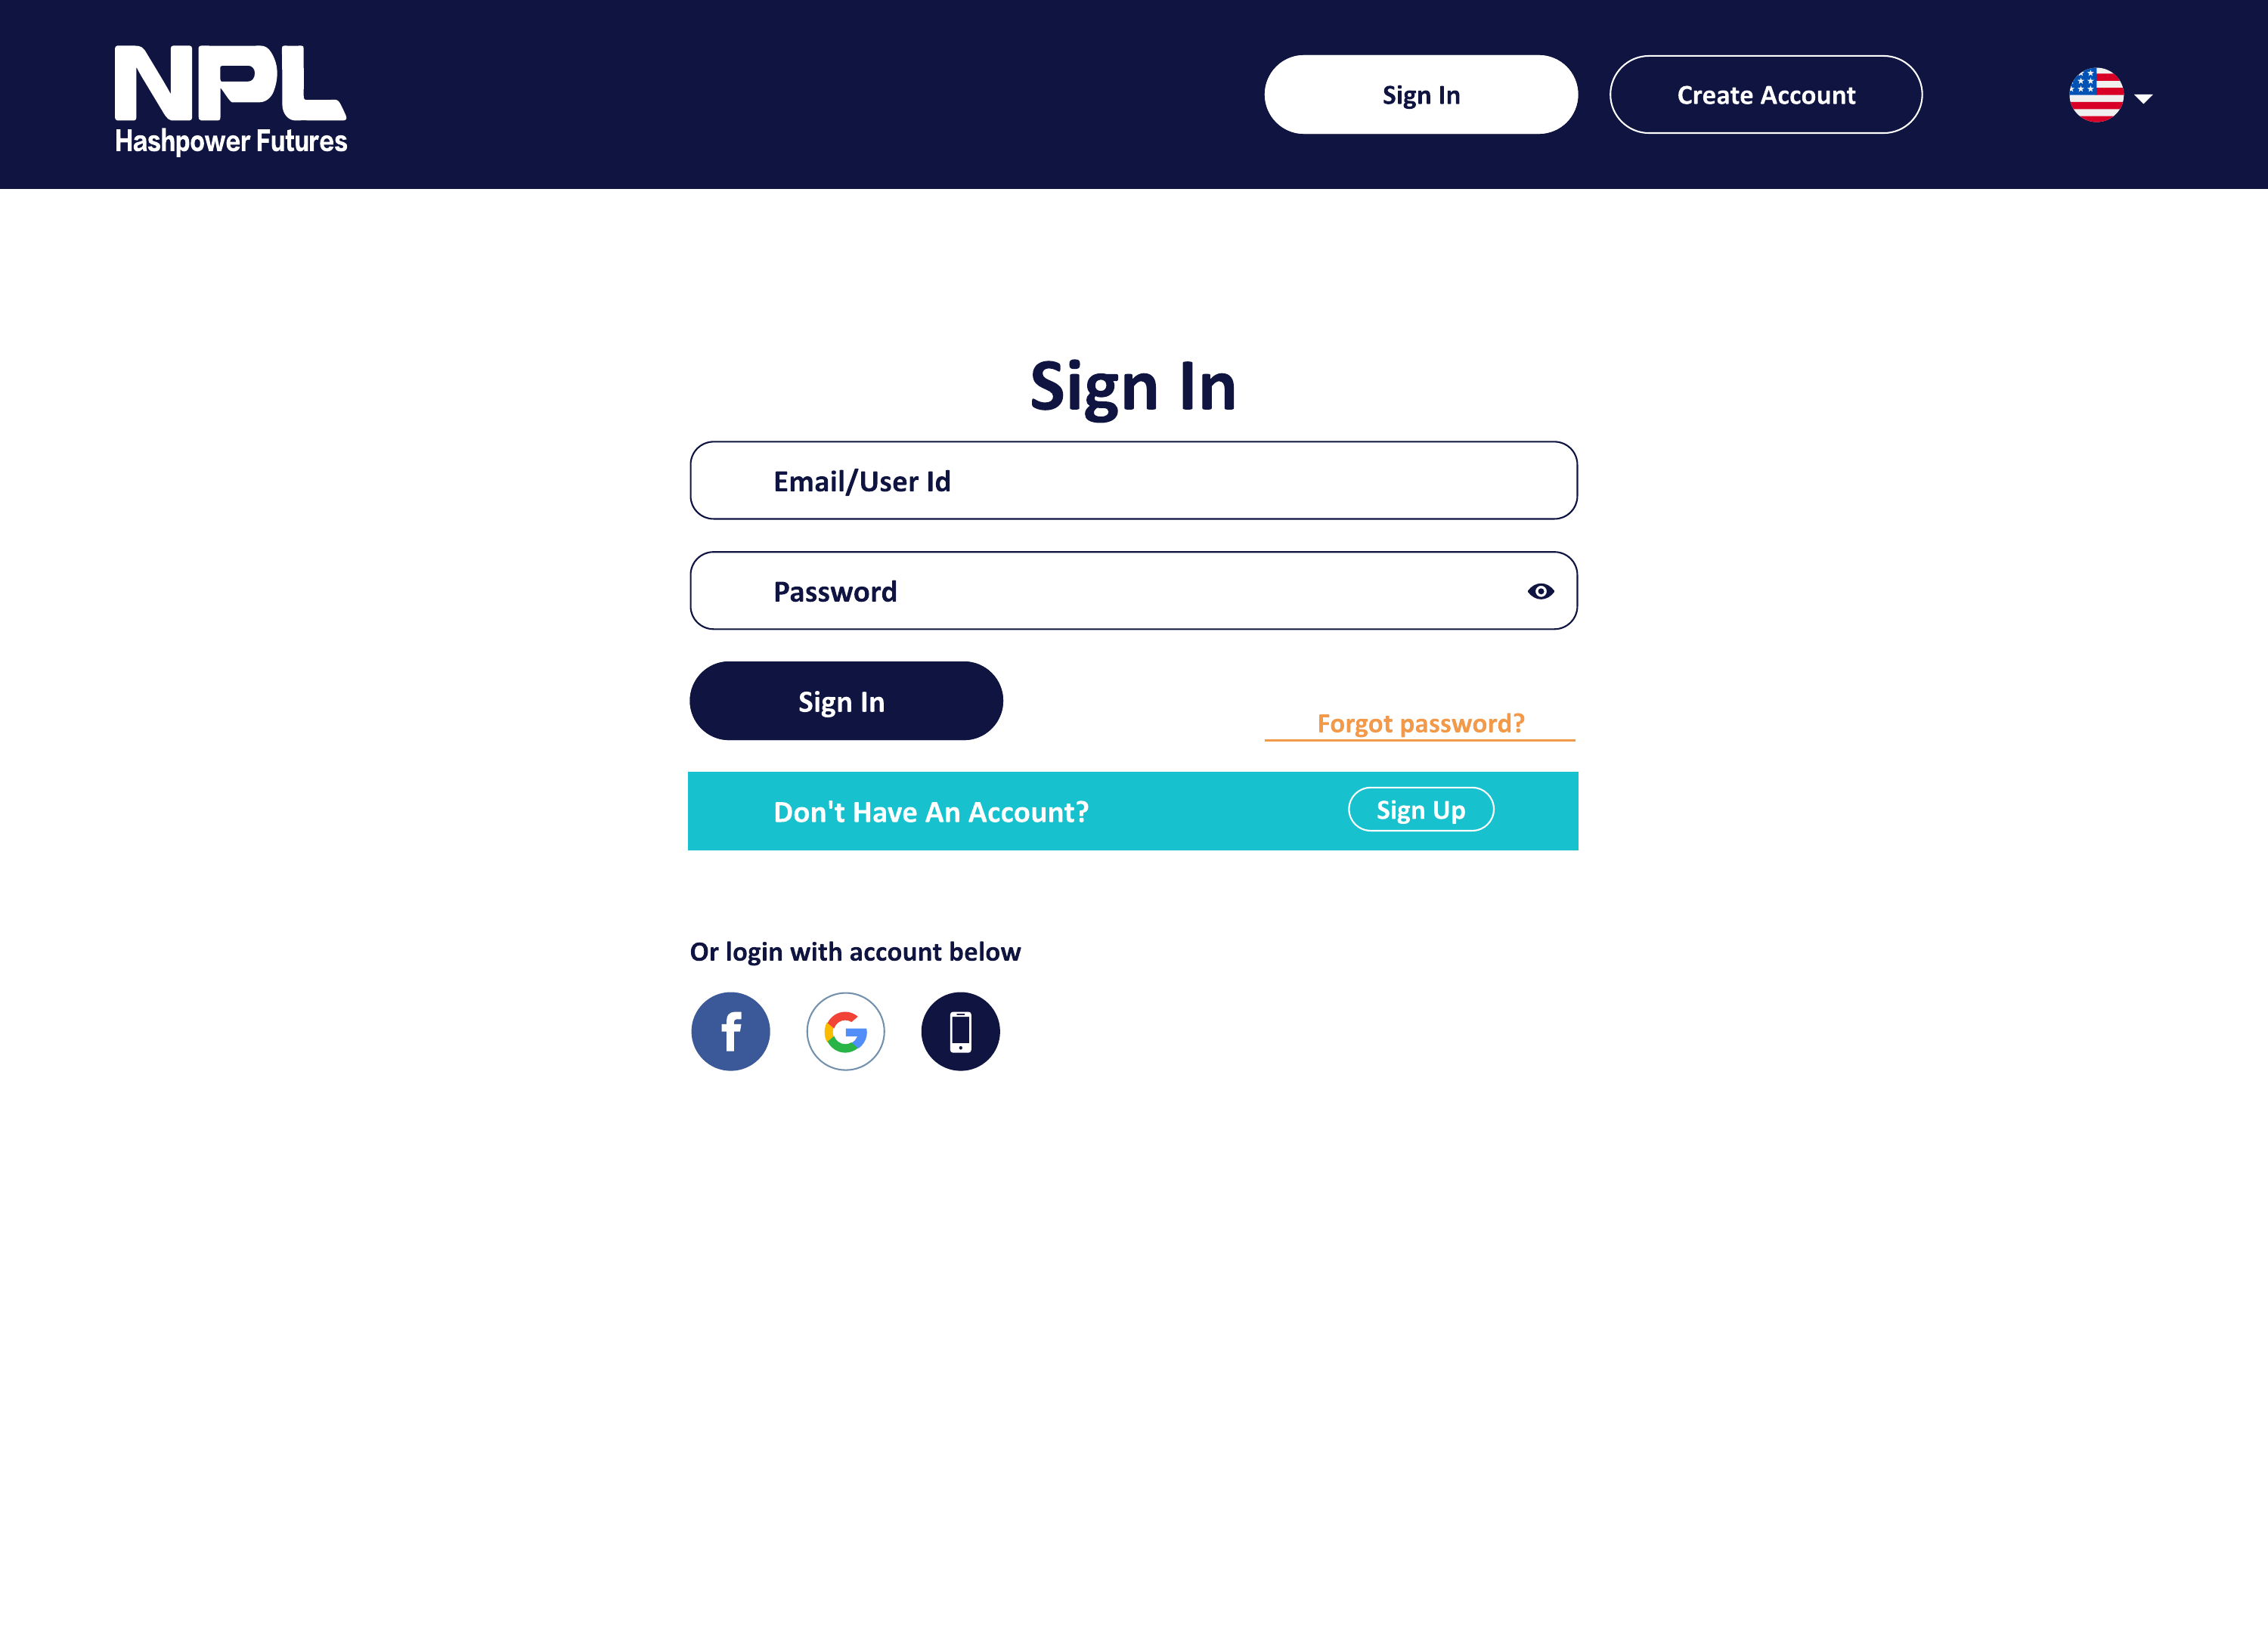 NPL
Hashpower Futures
Sign In
Create Account
Sign In
Email/User Id
Password
Sign In
Forgot password?
Don't Have An Account?
Sign Up
Or login with account below